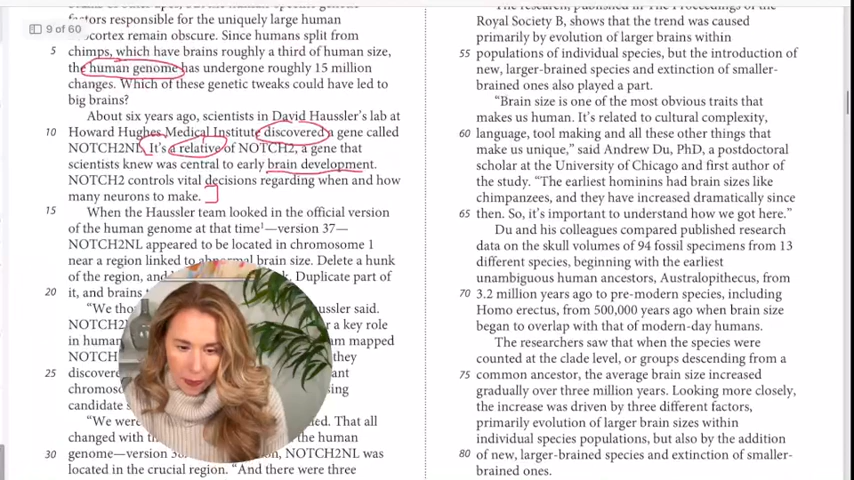 factors responsible for the uniquely large human
9 of 60
cortex remain obscure. Since humans split from
5 chimps, which have brains roughly a third of human size,
the human genome has undergone roughly 15 million
changes. Which of these genetic tweaks could have led to
big brains?
About six years ago, scientists in David Haussler's lab at
10 Howard Hughes Medical Institute discovered a gene called
NOTCH2NL. It's a relative of NOTCH2, a gene that
scientists knew was central to early brain development.
NOTCH2 controls vital decisions regarding when and how
many neurons to make.
15 When the Haussler team looked in the official version
of the human genome at that time¹—version 37—
NOTCH2NL appeared to be located in chromosome 1
near a region linked to abnormal brain size. Delete a hunk
of the region, and
Duplicate part of
20 it, and brains
"We tho
ussler said.
NOTCH2
r a key role
in human
am mapped
NOTCH
they
25 discovere
ant
chromos
sing
candidate
"We were
ned. That all
changed with th
the human
30 genome—version 38
NOTCH2NL was
located in the crucial region. "And there were three
The research, published in The Proceedings of the
Royal Society B, shows that the trend was caused
primarily by evolution of larger brains within
55 populations of individual species, but the introduction of
new, larger-brained species and extinction of smaller-
brained ones also played a part.
"Brain size is one of the most obvious traits that
makes us human. It's related to cultural complexity,
60 language, tool making and all these other things that
make us unique," said Andrew Du, PhD, a postdoctoral
scholar at the University of Chicago and first author of
the study. "The earliest hominins had brain sizes like
chimpanzees, and they have increased dramatically since
65 then. So, it's important to understand how we got here."
Du and his colleagues compared published research
data on the skull volumes of 94 fossil specimens from 13
different species, beginning with the earliest
unambiguous human ancestors, Australopithecus, from
70 3.2 million years ago to pre-modern species, including
Homo erectus, from 500,000 years ago when brain size
began to overlap with that of modern-day humans.
The researchers saw that when the species were
counted at the clade level, or groups descending from a
75 common ancestor, the average brain size increased
gradually over three million years. Looking more closely,
the increase was driven by three different factors,
primarily evolution of larger brain sizes within
individual species populations, but also by the addition
80 of new, larger-brained species and extinction of smaller-
brained ones.